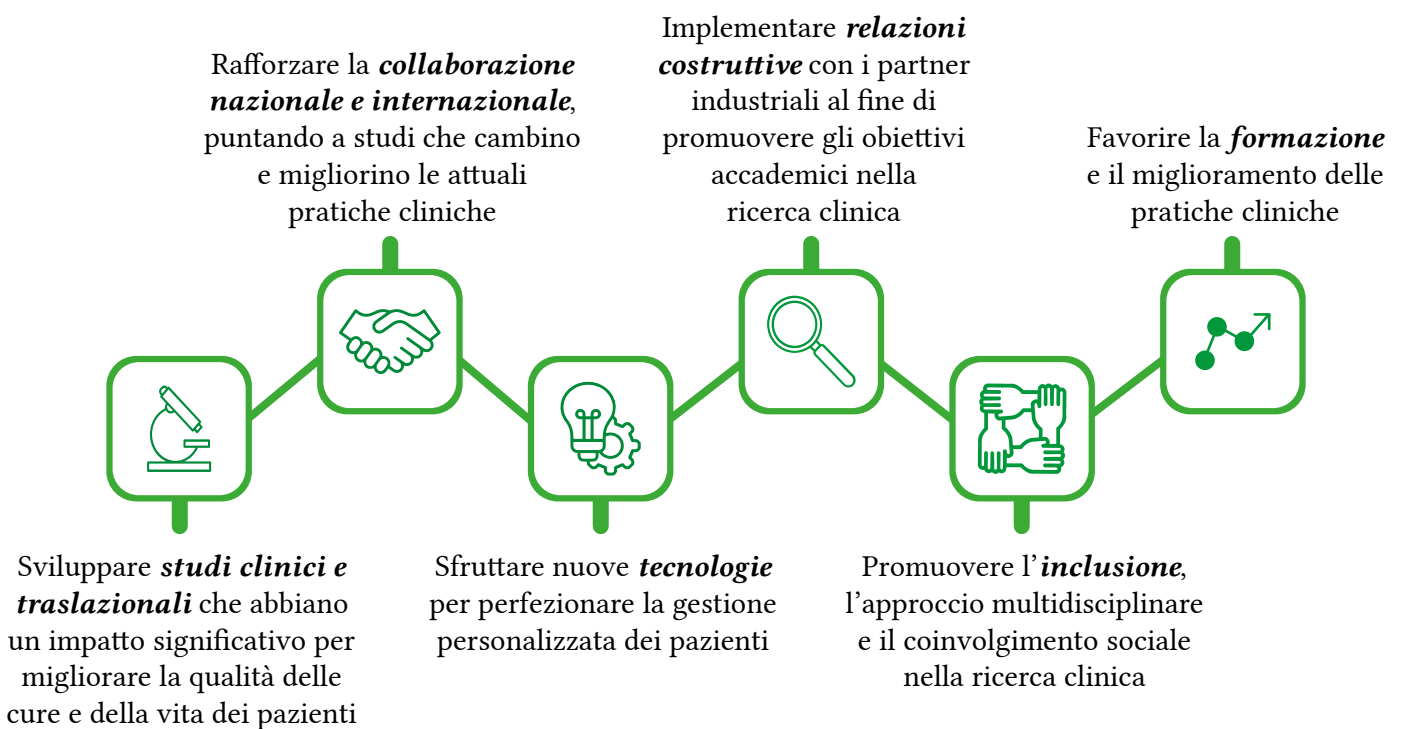 Sviluppare studi clinici e
traslazionali che abbiano
un impatto significativo per
migliorare la qualità delle
cure e della vita dei pazienti
Rafforzare la collaborazione
nazionale e internazionale,
puntando a studi che cambino
e migliorino le attuali
pratiche cliniche
Sfruttare nuove tecnologie
per perfezionare la gestione
personalizzata dei pazienti
Implementare relazioni
costruttive con i partner
industriali al fine di
promuovere gli obiettivi
accademici nella
ricerca clinica
Promuovere l'inclusione,
l'approccio multidisciplinare
e il coinvolgimento sociale
nella ricerca clinica
Favorire la formazione
e il miglioramento delle
pratiche cliniche